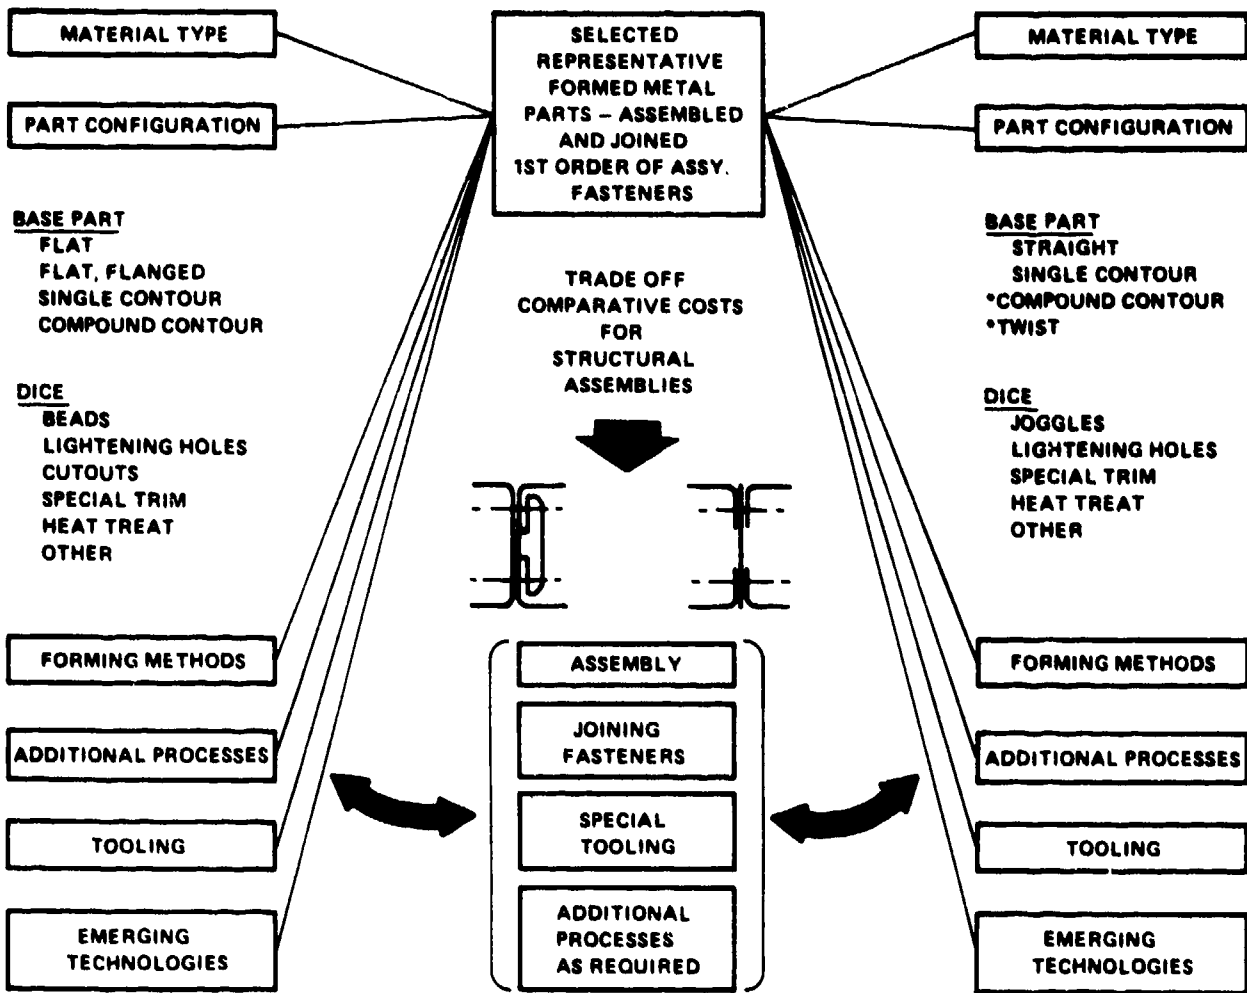 MATERIAL TYPE
PART CONFIGURATION
BASE PART
FLAT
FLAT, FLANGED
SINGLE CONTOUR
COMPOUND CONTOUR
DICE
BEADS
LIGHTENING HOLES
CUTOUTS
SPECIAL TRIM
HEAT TREAT
OTHER
FORMING METHODS
ADDITIONAL PROCESSES
TOOLING
EMERGING
TECHNOLOGIES
SELECTED
REPRESENTATIVE
FORMED METAL
PARTS – ASSEMBLED
AND JOINED
1ST ORDER OF ASSY.
FASTENERS
TRADE OFF
COMPARATIVE COSTS
FOR
STRUCTURAL
ASSEMBLIES
ASSEMBLY
JOINING
FASTENERS
SPECIAL
TOOLING
ADDITIONAL
PROCESSES
AS REQUIRED
MATERIAL TYPE
PART CONFIGURATION
BASE PART
STRAIGHT
SINGLE CONTOUR
*COMPOUND CONTOUR
*TWIST
DICE
JOGGLES
LIGHTENING HOLES
SPECIAL TRIM
HEAT TREAT
OTHER
FORMING METHODS
ADDITIONAL PROCESSES
TOOLING
EMERGING
TECHNOLOGIES